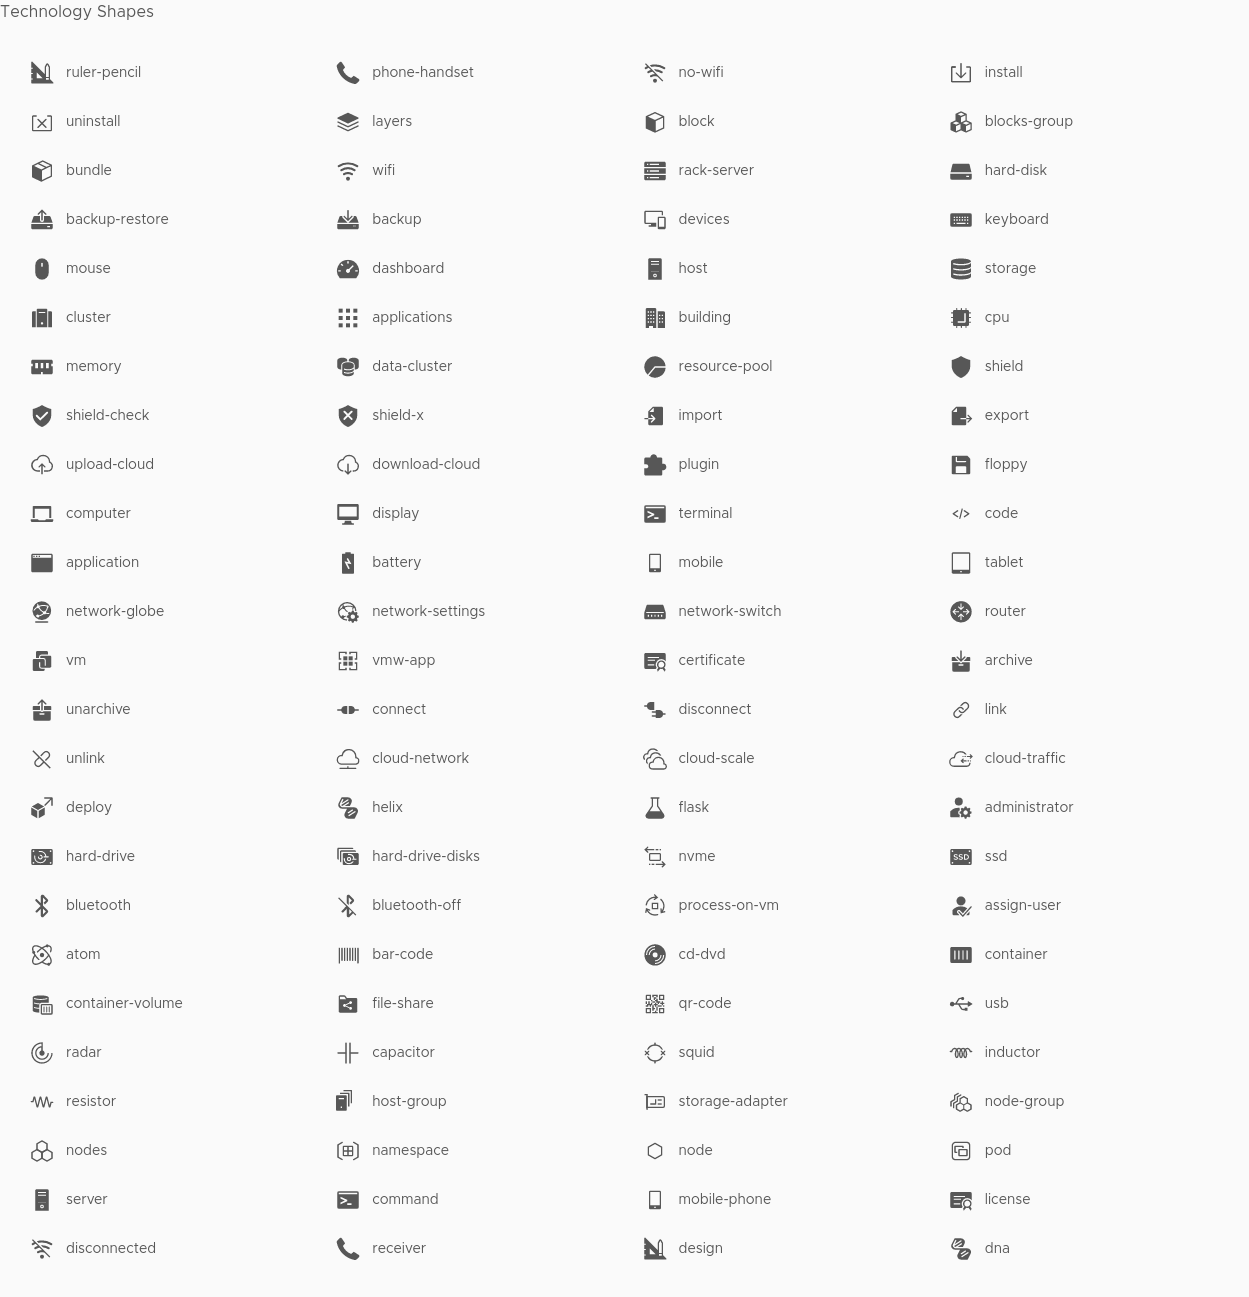 Technology Shapes
ruler-pencil phone-handset no-wifi install
uninstall layers block blocks-group
bundle wifi rack-server hard-disk
backup-restore backup devices keyboard
mouse dashboard host storage
cluster applications building cpu
memory data-cluster resource-pool shield
shield-check shield-x import export
upload-cloud download-cloud plugin floppy
computer display terminal code
application battery mobile tablet
network-globe network-settings network-switch router
vm vmw-app certificate archive
unarchive connect disconnect link
unlink cloud-network cloud-scale cloud-traffic
deploy helix flask administrator
hard-drive hard-drive-disks nvme SSD ssd
bluetooth bluetooth-off process-on-vm assign-user
atom bar-code cd-dvd container
container-volume file-share qr-code usb
radar capacitor squid inductor
resistor host-group storage-adapter node-group
nodes namespace node pod
server command mobile-phone license
disconnected receiver design dna